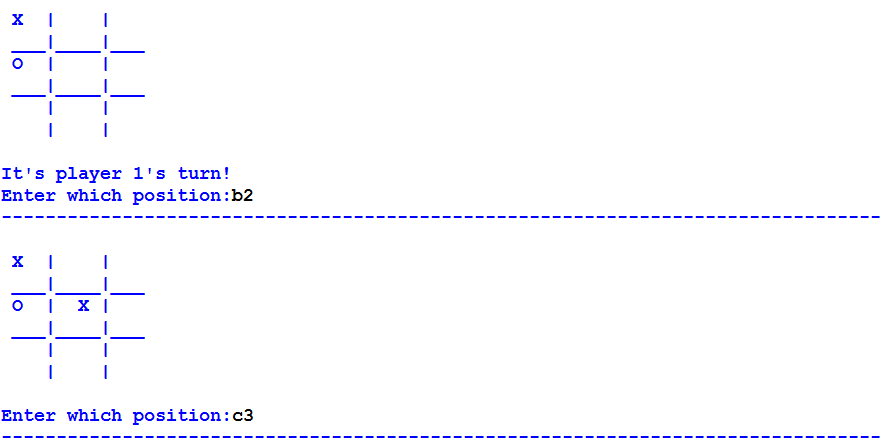 X   |    |
    |    |
 ___|____|___
O   |    |
    |    |
 ___|____|___
    |    |
    |    |
It's player 1's turn!
Enter which position:b2
--------------------------------------------------------------------------------
X   |    |
    |    |
 ___|____|___
O   |  X |
    |    |
 ___|____|___
    |    |
    |    |
Enter which position:c3
--------------------------------------------------------------------------------